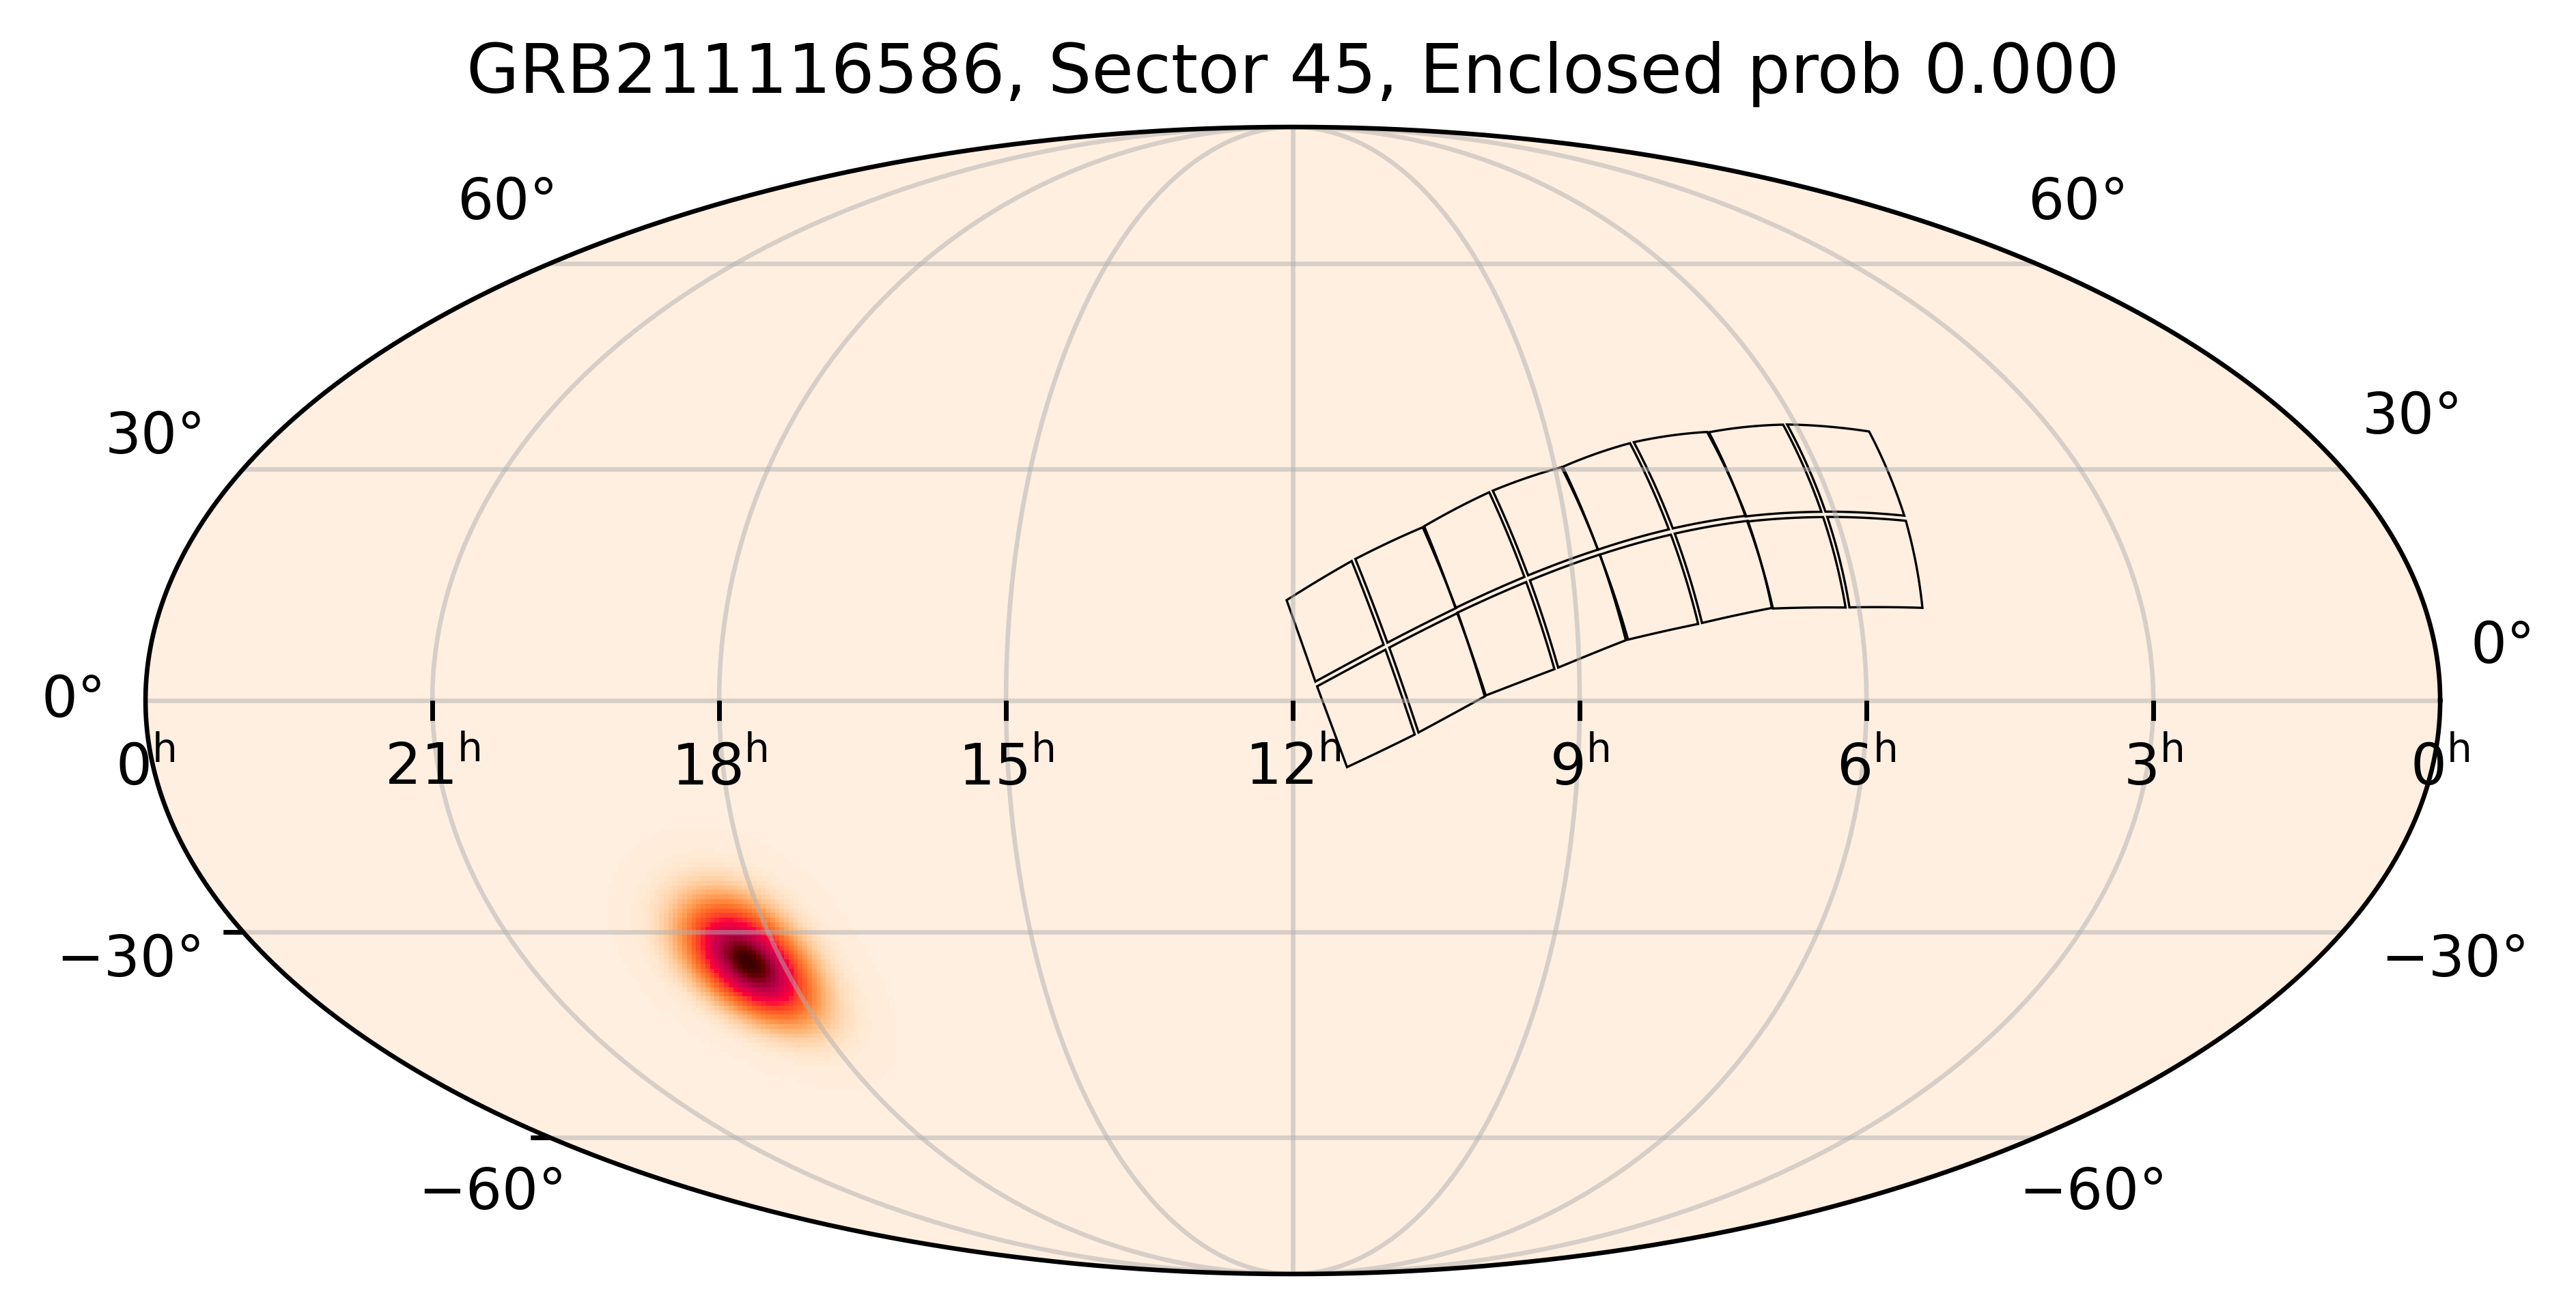 GRB211116586, Sector 45, Enclosed prob 0.000
60° 60°
30° 30°
0° 0°
0h 21h 18h 15h 12h 9h 6h 3h 0h
−30° −30°
−60° −60°